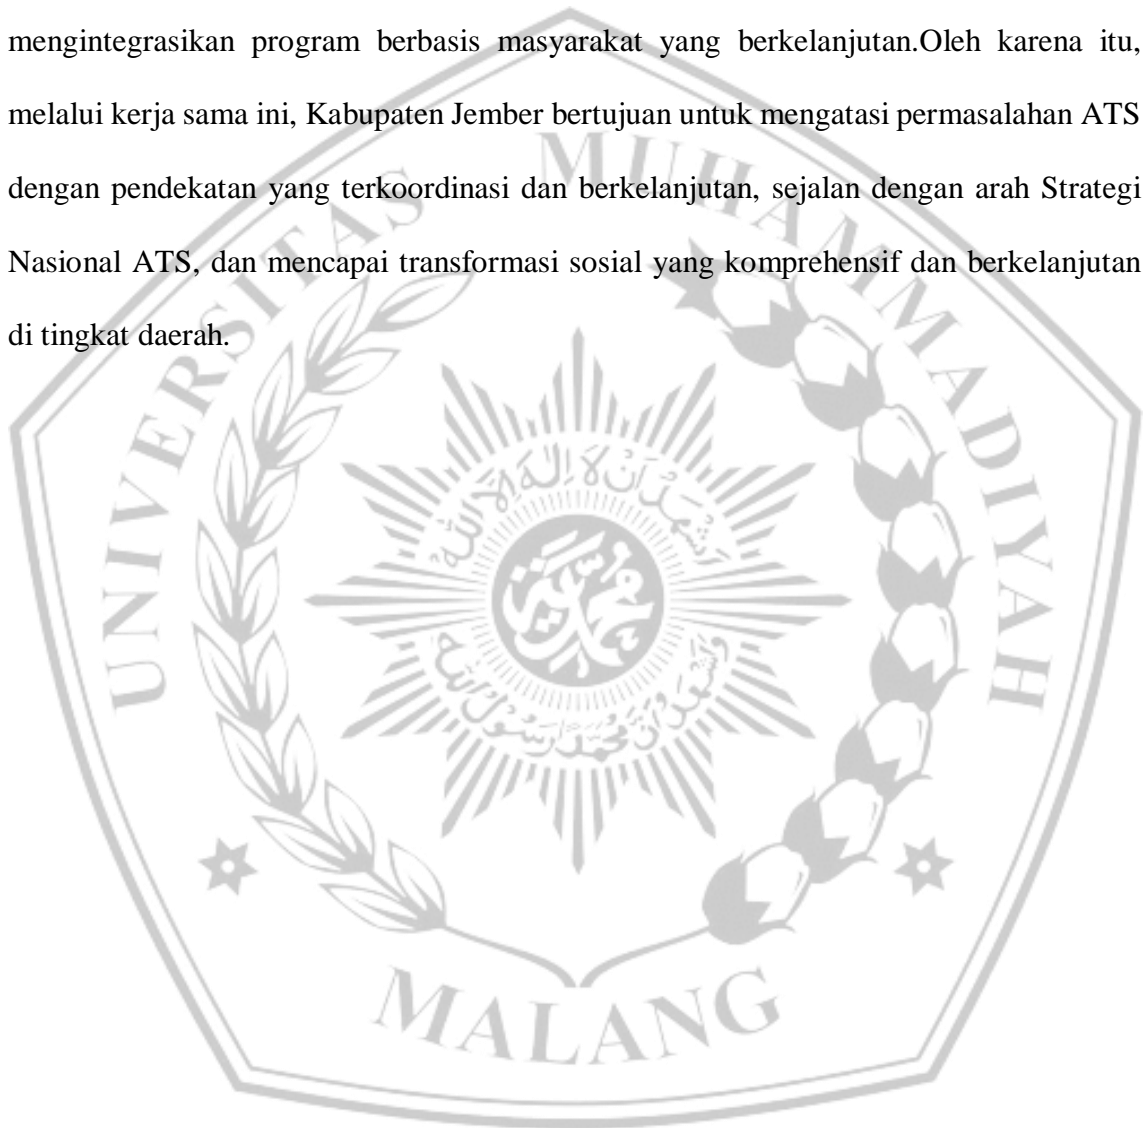 mengintegrasikan program berbasis masyarakat yang berkelanjutan.Oleh karena itu,
melalui kerja sama ini, Kabupaten Jember bertujuan untuk mengatasi permasalahan ATS
dengan pendekatan yang terkoordinasi dan berkelanjutan, sejalan dengan arah Strategi
Nasional ATS, dan mencapai transformasi sosial yang komprehensif dan berkelanjutan
di tingkat daerah.
UNIVERSITAS MUHAMMADIYAH
MALANG